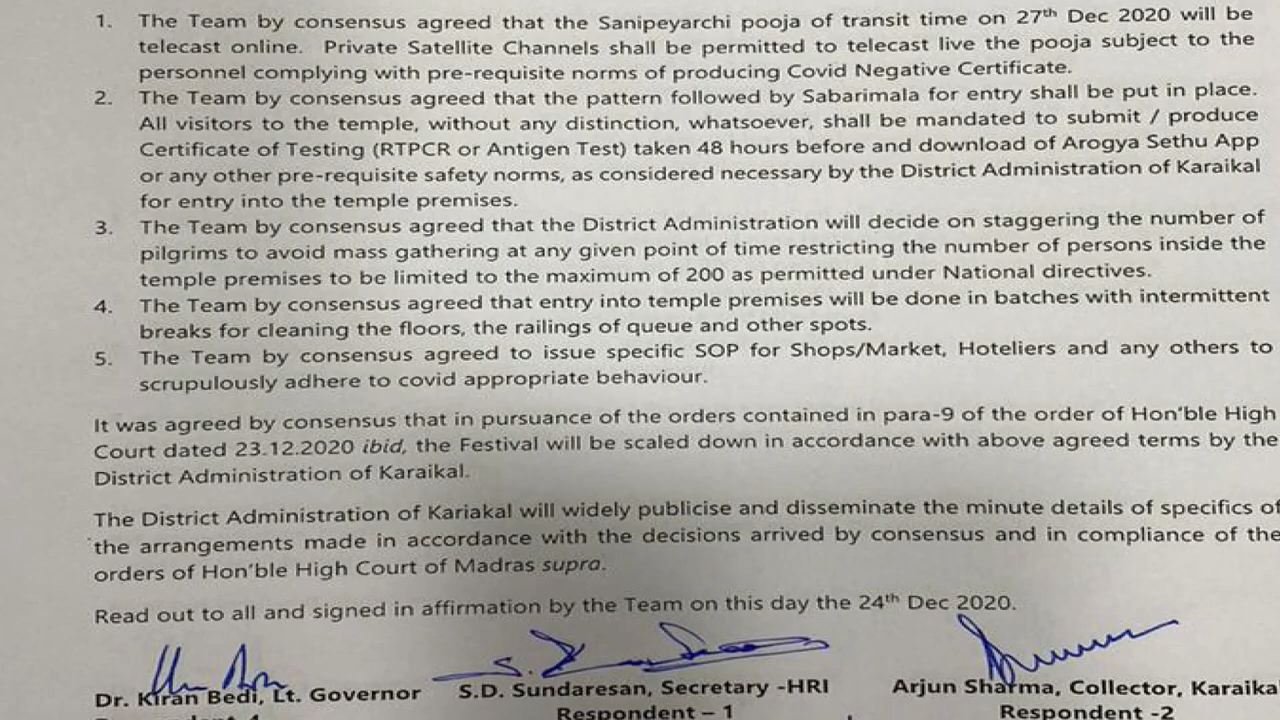 1. The Team by consensus agreed that the Sanipeyarchi pooja of transit time on 27th Dec 2020 will be
telecast online. Private Satellite Channels shall be permitted to telecast live the pooja subject to the
personnel complying with pre-requisite norms of producing Covid Negative Certificate.
2. The Team by consensus agreed that the pattern followed by Sabarimala for entry shall be put in place.
All visitors to the temple, without any distinction, whatsoever, shall be mandated to submit / produce
Certificate of Testing (RTPCR or Antigen Test) taken 48 hours before and download of Arogya Sethu App
or any other pre-requisite safety norms, as considered necessary by the District Administration of Karaikal
for entry into the temple premises.
3. The Team by consensus agreed that the District Administration will decide on staggering the number of
pilgrims to avoid mass gathering at any given point of time restricting the number of persons inside the
temple premises to be limited to the maximum of 200 as permitted under National directives.
4. The Team by consensus agreed that entry into temple premises will be done in batches with intermittent
breaks for cleaning the floors, the railings of queue and other spots.
5. The Team by consensus agreed to issue specific SOP for Shops/Market, Hoteliers and any others to
scrupulously adhere to covid appropriate behaviour.
It was agreed by consensus that in pursuance of the orders contained in para-9 of the order of Hon'ble High
Court dated 23.12.2020 ibid, the Festival will be scaled down in accordance with above agreed terms by the
District Administration of Karaikal.
The District Administration of Kariakal will widely publicise and disseminate the minute details of specifics of
the arrangements made in accordance with the decisions arrived by consensus and in compliance of the
orders of Hon'ble High Court of Madras supra.
Read out to all and signed in affirmation by the Team on this day the 24th Dec 2020.
Dr. Kiran Bedi, Lt. Governor S.D. Sundaresan, Secretary -HRI Arjun Sharma, Collector, Karaikal
Respondent – 1 Respondent -2